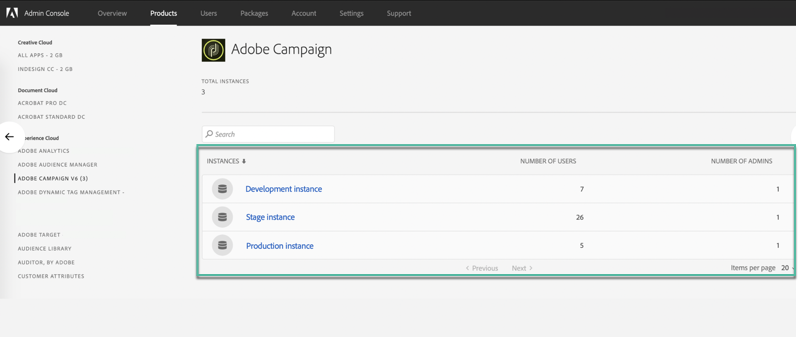 Admin Console Overview Products Users Packages Account Settings Support
Creative Cloud
ALL APPS - 2 GB
INDESIGN CC - 2 GB
Document Cloud
ACROBAT PRO DC
ACROBAT STANDARD DC
xperience Cloud
ADOBE ANALYTICS
ADOBE AUDIENCE MANAGER
ADOBE CAMPAIGN V6 (3)
ADOBE DYNAMIC TAG MANAGEMENT -
ADOBE TARGET
AUDIENCE LIBRARY
AUDITOR, BY ADOBE
CUSTOMER ATTRIBUTES
Adobe Campaign
TOTAL INSTANCES
3
Search
INSTANCES NUMBER OF USERS NUMBER OF ADMINS
Development instance 7 1
Stage instance 26 1
Production instance 5 1
Previous Next Items per page 20